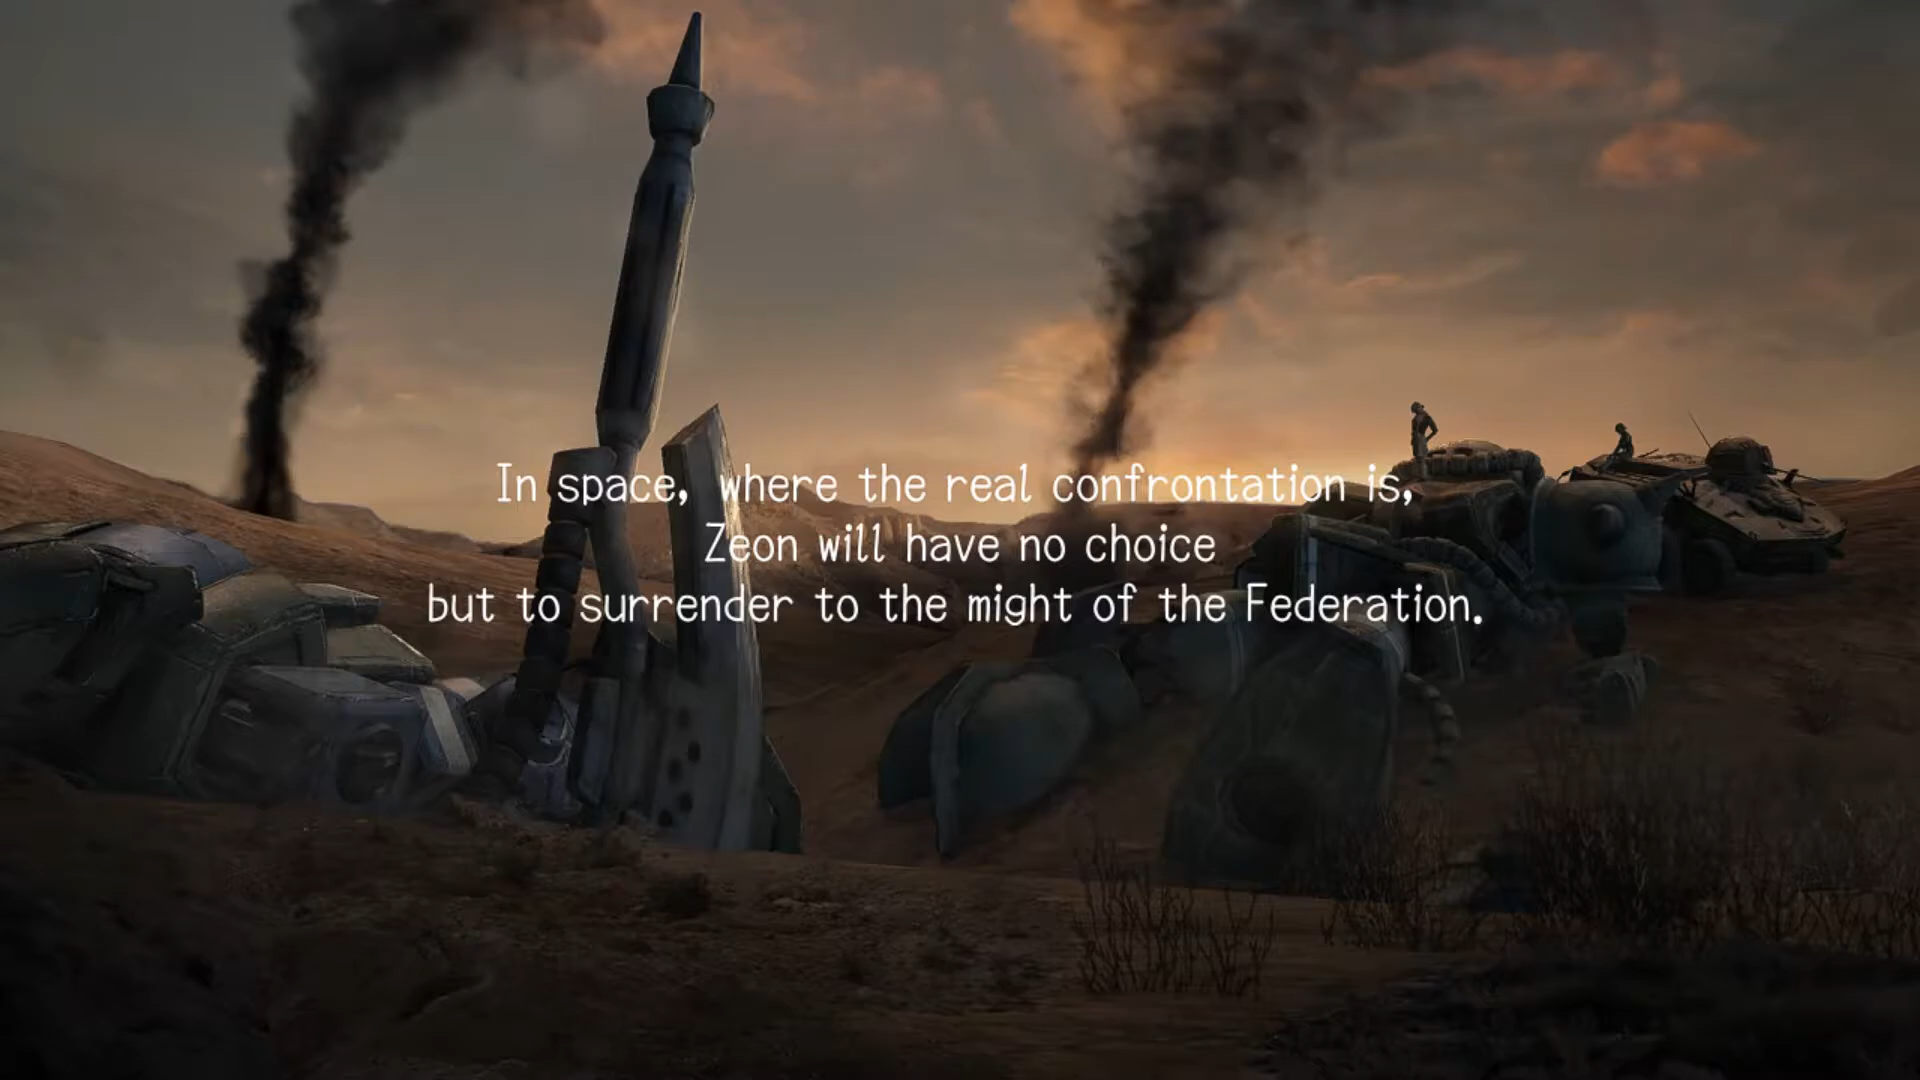 In space, where the real confrontation is,
Zeon will have no choice
but to surrender to the might of the Federation.